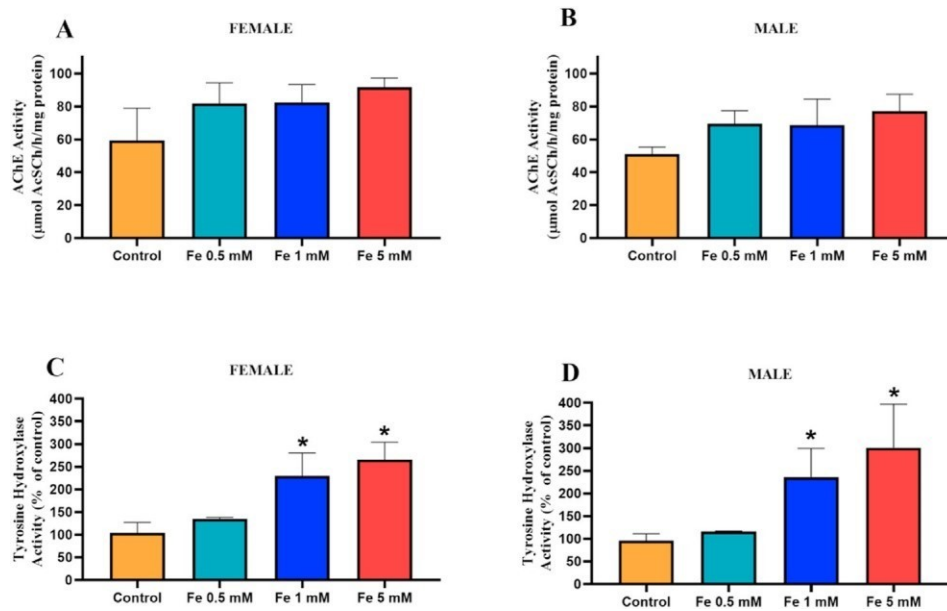 A
FEMALE
AChE Activity
(µmol AcSCh/h/mg protein)
100
80
60
40
20
0
Control Fe 0.5 mM Fe 1 mM Fe 5 mM
B
MALE
AChE Activity
(µmol AcSCh/h/mg protein)
100
80
60
40
20
0
Control Fe 0.5 mM Fe 1 mM Fe 5 mM
C
FEMALE
Tyrosine Hydroxylase
Activity (% of control)
400
350
300
250
200
150
100
50
0
* *
Control Fe 0.5 mM Fe 1 mM Fe 5 mM
D
MALE
Tyrosine Hydroxylase
Activity (% of control)
400
350
300
250
200
150
100
50
0
* *
Control Fe 0.5 mM Fe 1 mM Fe 5 mM